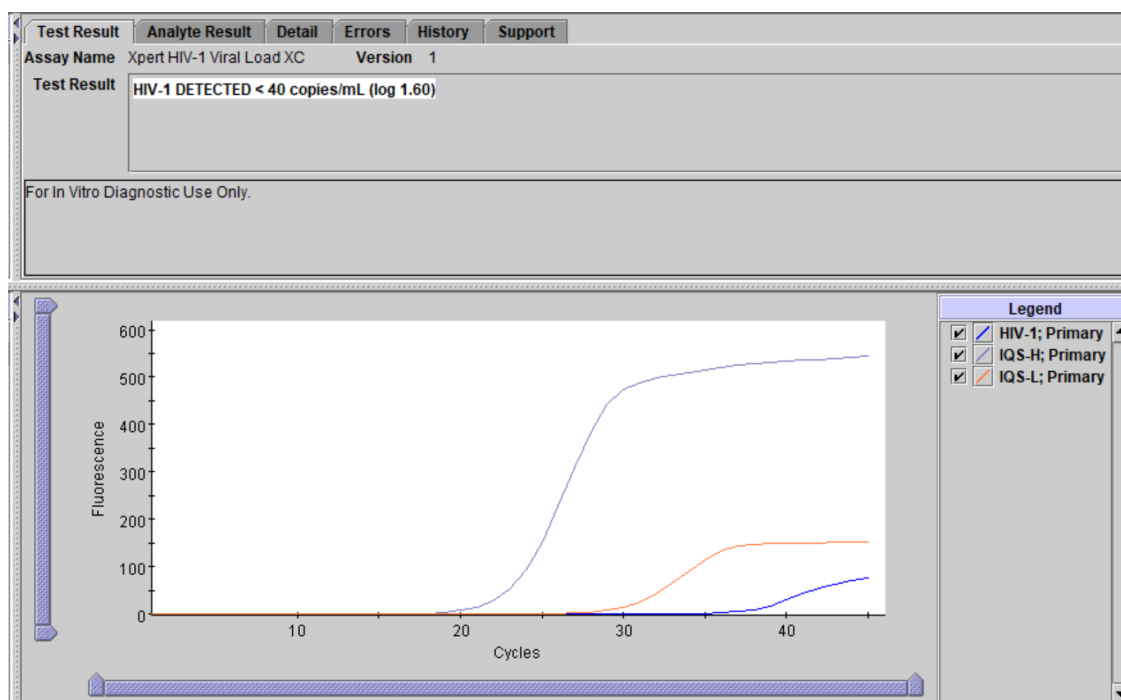 Test Result Analyte Result Detail Errors History Support
Assay Name Xpert HIV-1 Viral Load XC Version 1
Test Result HIV-1 DETECTED < 40 copies/mL (log 1.60)
For In Vitro Diagnostic Use Only.
Legend
HIV-1; Primary
IQS-H; Primary
IQS-L; Primary
600
500
400
300
200
100
0
Fluorescence
0 10 20 30 40
Cycles